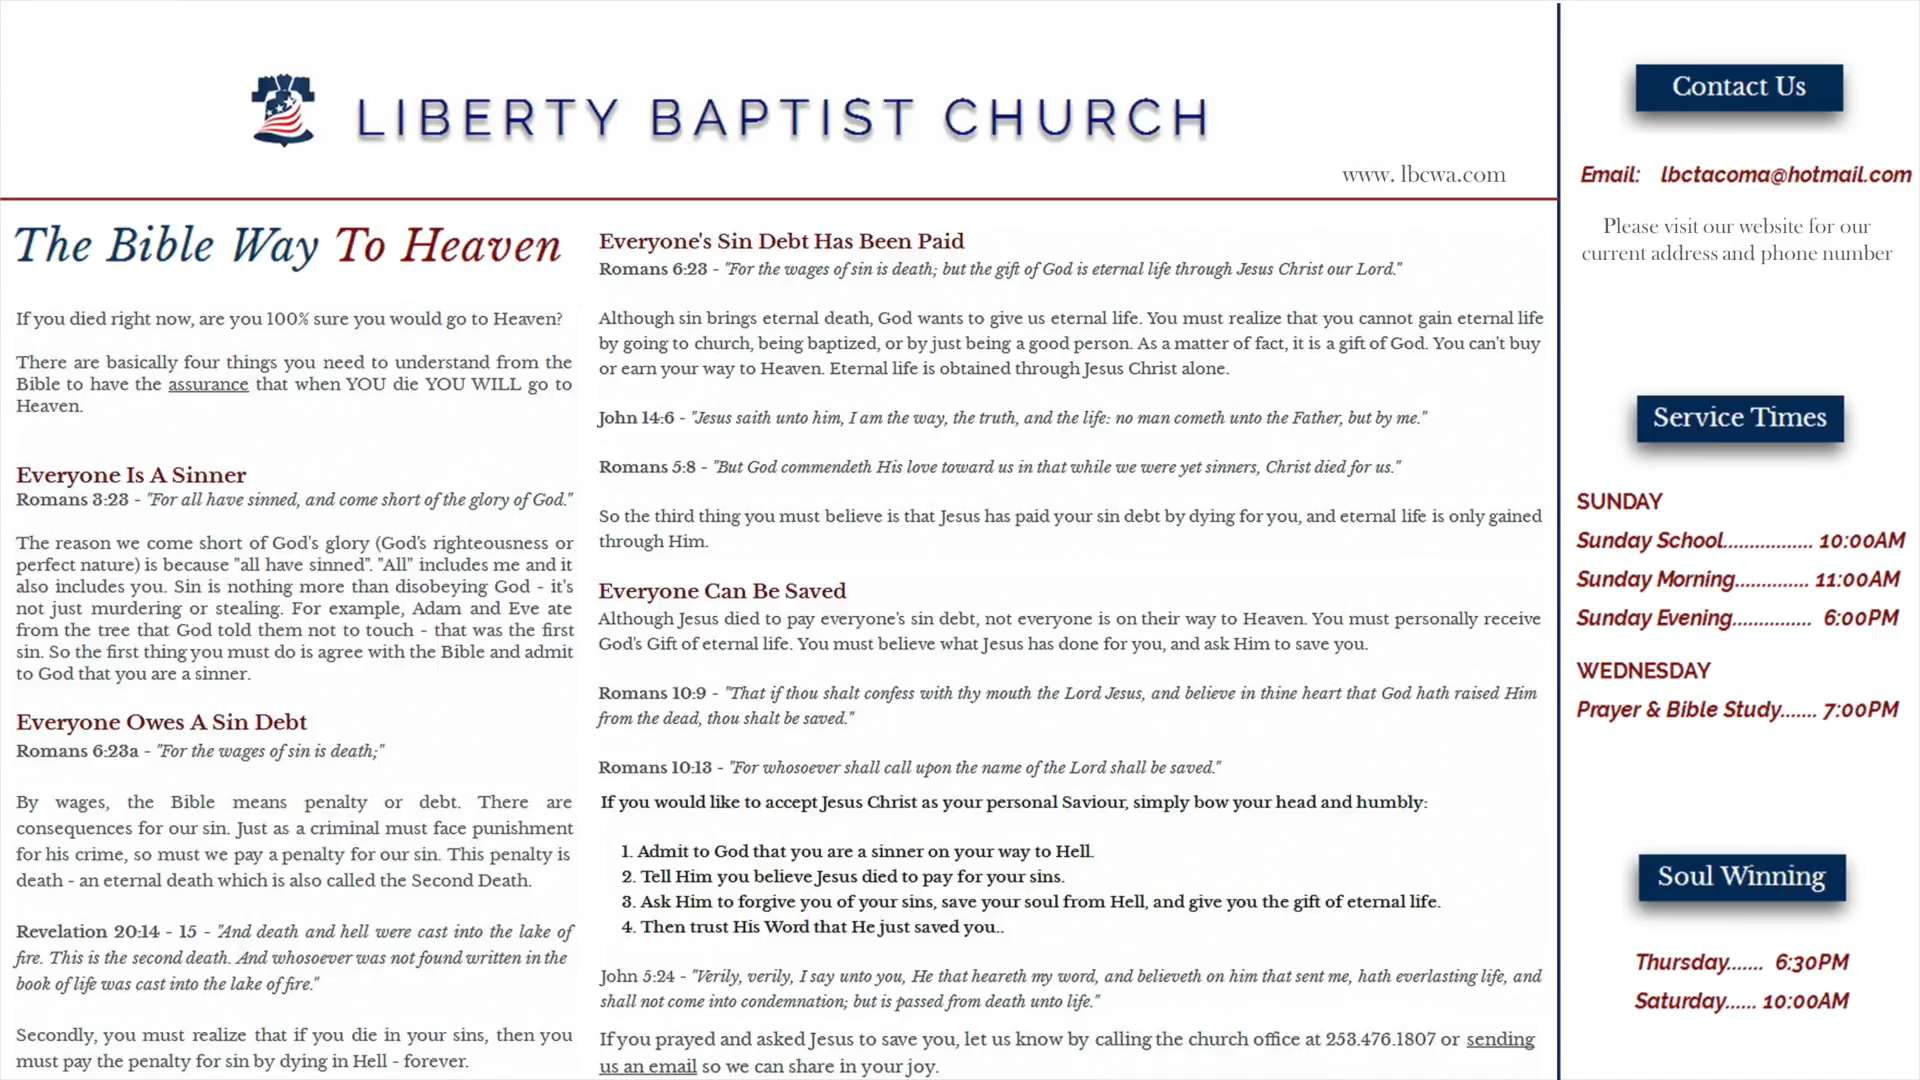 LIBERTY BAPTIST CHURCH
www. lbcwa.com
The Bible Way To Heaven
If you died right now, are you 100% sure you would go to Heaven?
There are basically four things you need to understand from the
Bible to have the assurance that when YOU die YOU WILL go to
Heaven.
Everyone Is A Sinner
Romans 3:23 - "For all have sinned, and come short of the glory of God."
The reason we come short of God's glory (God's righteousness or
perfect nature) is because "all have sinned". "All" includes me and it
also includes you. Sin is nothing more than disobeying God - it's
not just murdering or stealing. For example, Adam and Eve ate
from the tree that God told them not to touch - that was the first
sin. So the first thing you must do is agree with the Bible and admit
to God that you are a sinner.
Everyone Owes A Sin Debt
Romans 6:23a - "For the wages of sin is death;"
By wages, the Bible means penalty or debt. There are
consequences for our sin. Just as a criminal must face punishment
for his crime, so must we pay a penalty for our sin. This penalty is
death - an eternal death which is also called the Second Death.
Revelation 20:14 - 15 - "And death and hell were cast into the lake of
fire. This is the second death. And whosoever was not found written in the
book of life was cast into the lake of fire."
Secondly, you must realize that if you die in your sins, then you
must pay the penalty for sin by dying in Hell - forever.
Everyone's Sin Debt Has Been Paid
Romans 6:23 - "For the wages of sin is death; but the gift of God is eternal life through Jesus Christ our Lord."
Although sin brings eternal death, God wants to give us eternal life. You must realize that you cannot gain eternal life
by going to church, being baptized, or by just being a good person. As a matter of fact, it is a gift of God. You can't buy
or earn your way to Heaven. Eternal life is obtained through Jesus Christ alone.
John 14:6 - "Jesus saith unto him, I am the way, the truth, and the life: no man cometh unto the Father, but by me."
Romans 5:8 - "But God commendeth His love toward us in that while we were yet sinners, Christ died for us."
So the third thing you must believe is that Jesus has paid your sin debt by dying for you, and eternal life is only gained
through Him.
Everyone Can Be Saved
Although Jesus died to pay everyone's sin debt, not everyone is on their way to Heaven. You must personally receive
God's Gift of eternal life. You must believe what Jesus has done for you, and ask Him to save you.
Romans 10:9 - "That if thou shalt confess with thy mouth the Lord Jesus, and believe in thine heart that God hath raised Him
from the dead, thou shalt be saved."
Romans 10:13 - "For whosoever shall call upon the name of the Lord shall be saved."
If you would like to accept Jesus Christ as your personal Saviour, simply bow your head and humbly:
1. Admit to God that you are a sinner on your way to Hell.
2. Tell Him you believe Jesus died to pay for your sins.
3. Ask Him to forgive you of your sins, save your soul from Hell, and give you the gift of eternal life.
4. Then trust His Word that He just saved you..
John 5:24 - "Verily, verily, I say unto you, He that heareth my word, and believeth on him that sent me, hath everlasting life, and
shall not come into condemnation; but is passed from death unto life."
If you prayed and asked Jesus to save you, let us know by calling the church office at 253.476.1807 or sending
us an email so we can share in your joy.
Contact Us
Email: lbctacoma@hotmail.com
Please visit our website for our
current address and phone number
Service Times
SUNDAY
Sunday School................. 10:00AM
Sunday Morning.............. 11:00AM
Sunday Evening............... 6:00PM
WEDNESDAY
Prayer & Bible Study....... 7:00PM
Soul Winning
Thursday....... 6:30PM
Saturday...... 10:00AM